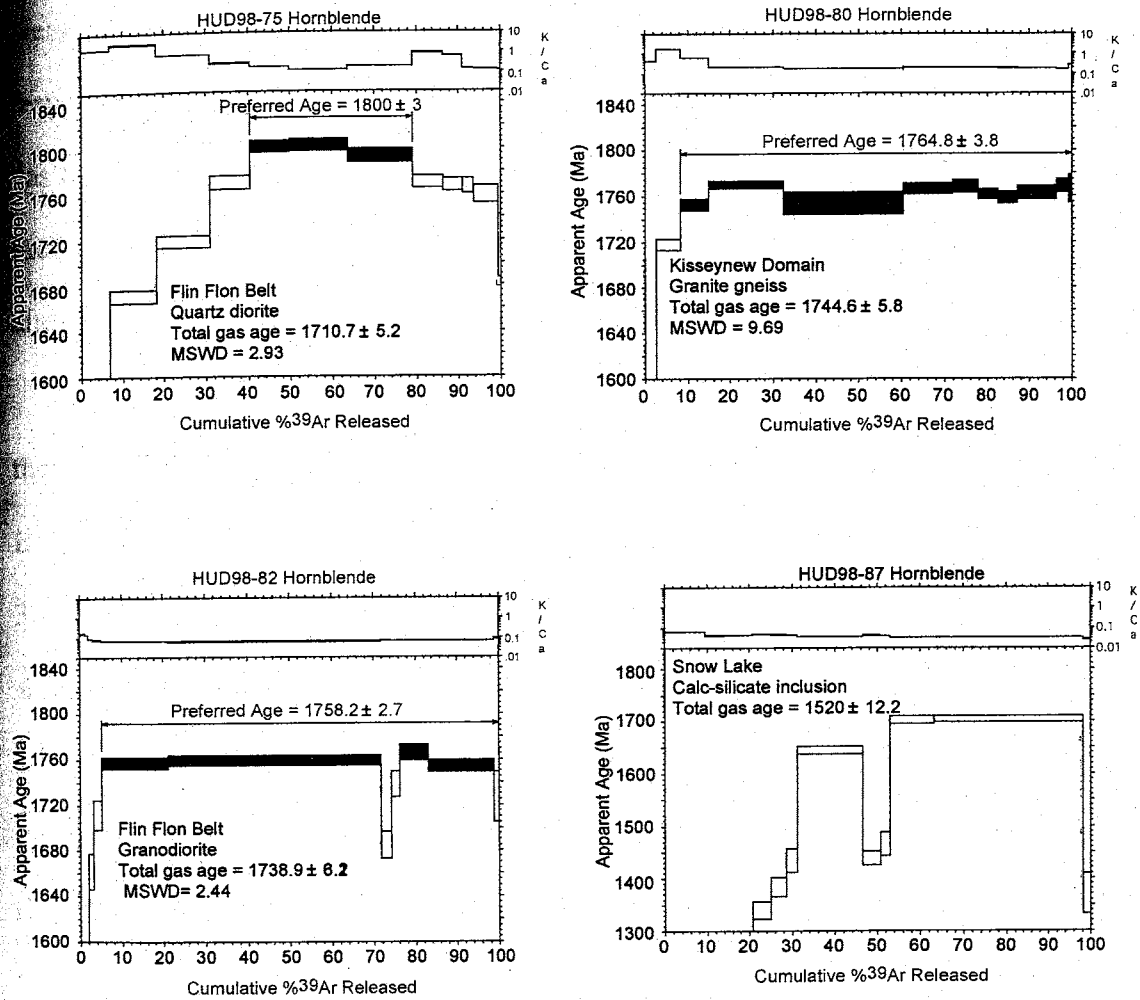 HUD98-75 Hornblende
10
1
0.1
.01
K
/
C
a
Preferred Age = 1800 ± 3
1840
1800
1760
1720
1680
1640
1600
Apparent Age (Ma)
Flin Flon Belt
Quartz diorite
Total gas age = 1710.7 ± 5.2
MSWD = 2.93
0 10 20 30 40 50 60 70 80 90 100
Cumulative %39Ar Released
HUD98-80 Hornblende
10
1
0.1
.01
K
/
C
a
Preferred Age = 1764.8 ± 3.8
1840
1800
1760
1720
1680
1640
1600
Apparent Age (Ma)
Kisseynew Domain
Granite gneiss
Total gas age = 1744.6 ± 5.8
MSWD = 9.69
0 10 20 30 40 50 60 70 80 90 100
Cumulative %39Ar Released
HUD98-82 Hornblende
10
1
0.1
.01
K
/
C
a
Preferred Age = 1758.2 ± 2.7
1840
1800
1760
1720
1680
1640
1600
Apparent Age (Ma)
Flin Flon Belt
Granodiorite
Total gas age = 1738.9 ± 6.2
MSWD= 2.44
0 10 20 30 40 50 60 70 80 90 100
Cumulative %39Ar Released
HUD98-87 Hornblende
10
1
0.1
0.01
K
/
C
a
1800
1700
1600
1500
1400
1300
Apparent Age (Ma)
Snow Lake
Calc-silicate inclusion
Total gas age = 1520 ± 12.2
0 10 20 30 40 50 60 70 80 90 100
Cumulative %39Ar Released